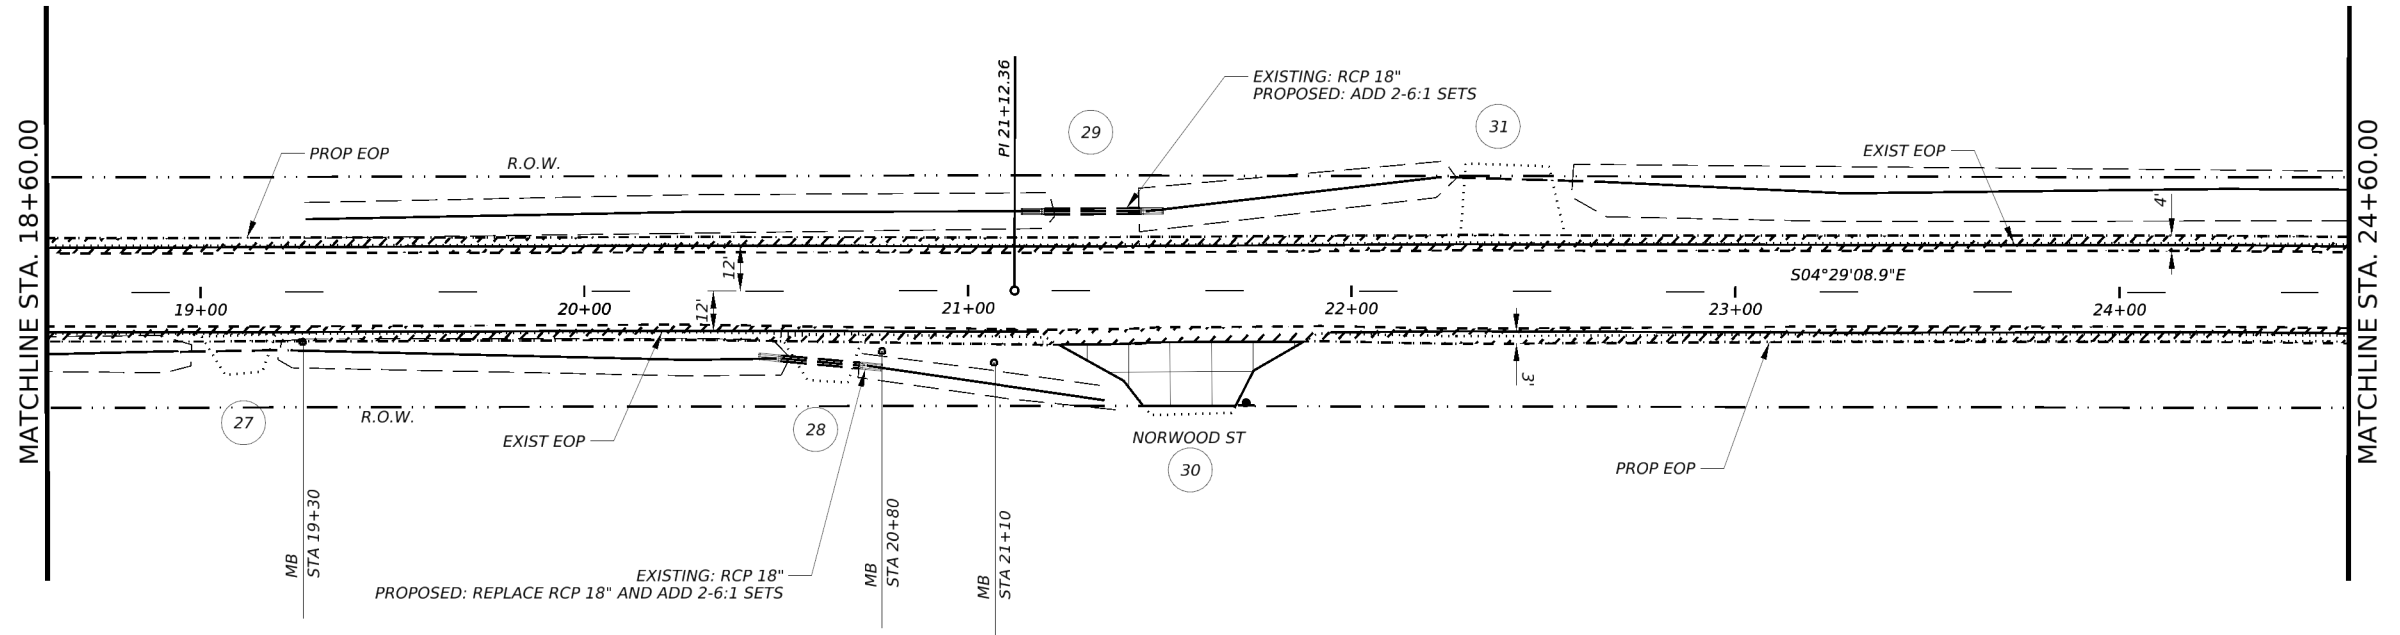 MATCHLINE STA. 18+60.00
PROP EOP
R.O.W.
PI 21+12.36
29
EXISTING: RCP 18"
PROPOSED: ADD 2-6:1 SETS
31
EXIST EOP
4'
MATCHLINE STA. 24+60.00
12'
12'
S04°29'08.9"E
19+00
20+00
21+00
22+00
23+00
24+00
3'
27
R.O.W.
EXIST EOP
28
NORWOOD ST
30
PROP EOP
MB
STA 19+30
EXISTING: RCP 18"
PROPOSED: REPLACE RCP 18" AND ADD 2-6:1 SETS
MB
STA 20+80
MB
STA 21+10